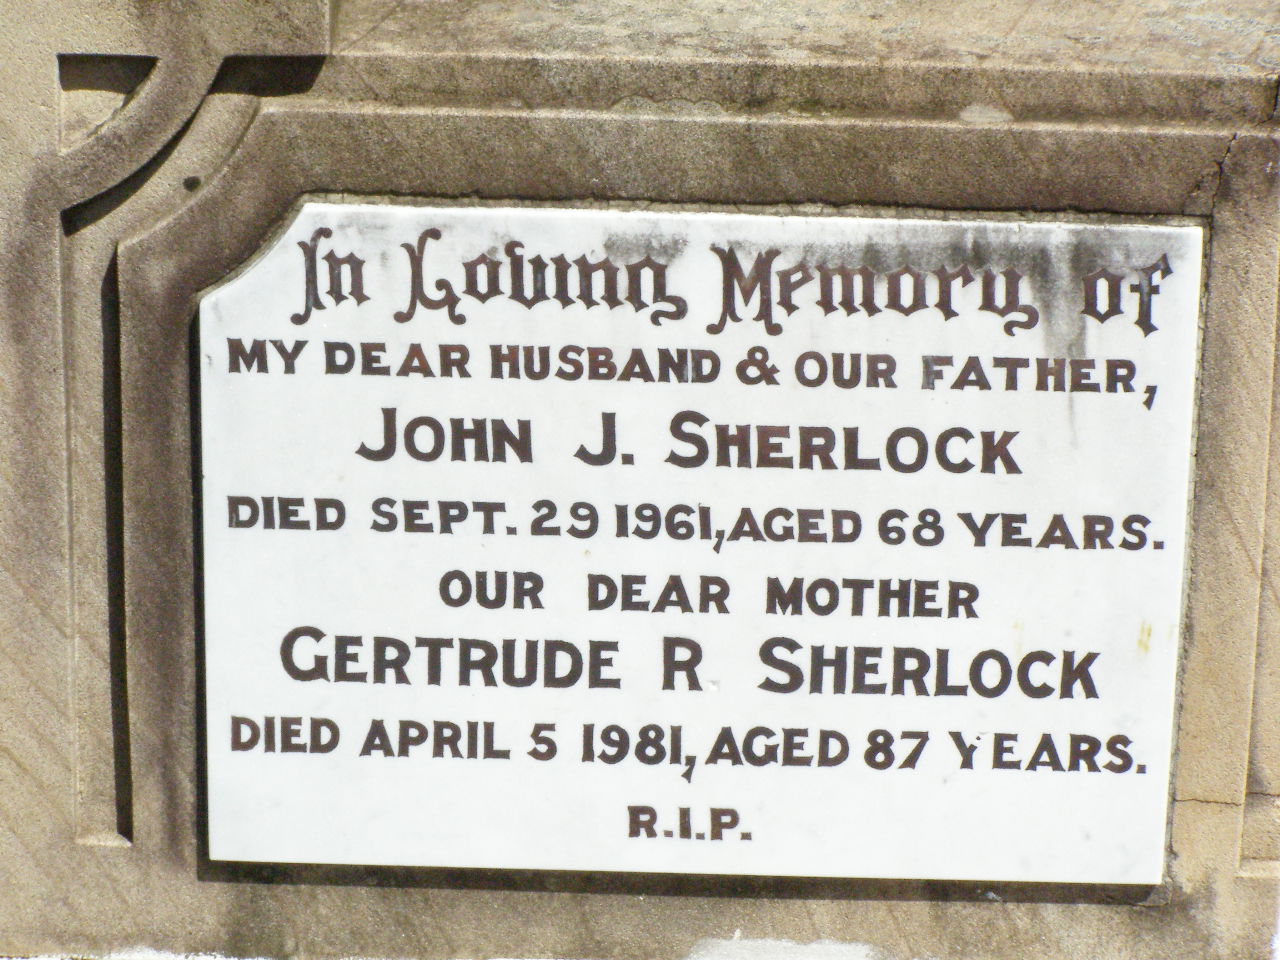 In Loving Memory of
MY DEAR HUSBAND & OUR FATHER,
JOHN J. SHERLOCK
DIED SEPT. 29 1961, AGED 68 YEARS.
OUR DEAR MOTHER
GERTRUDE R SHERLOCK
DIED APRIL 5 1981, AGED 87 YEARS.
R.I.P.